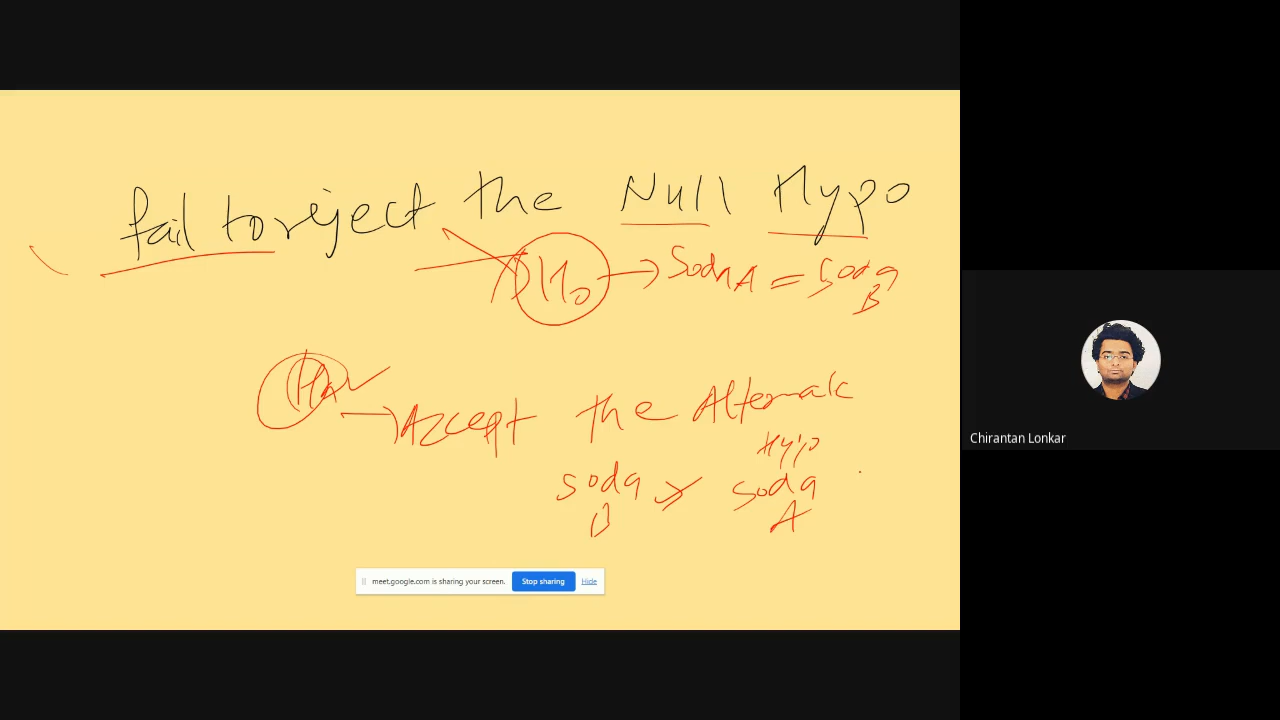 fail to reject the Null Hypo
H0 → Soda A = Soda B
HA → Accept the Alternate
Hypo
Soda B > Soda A
meet.google.com is sharing your screen. Stop sharing Hide
Chirantan Lonkar